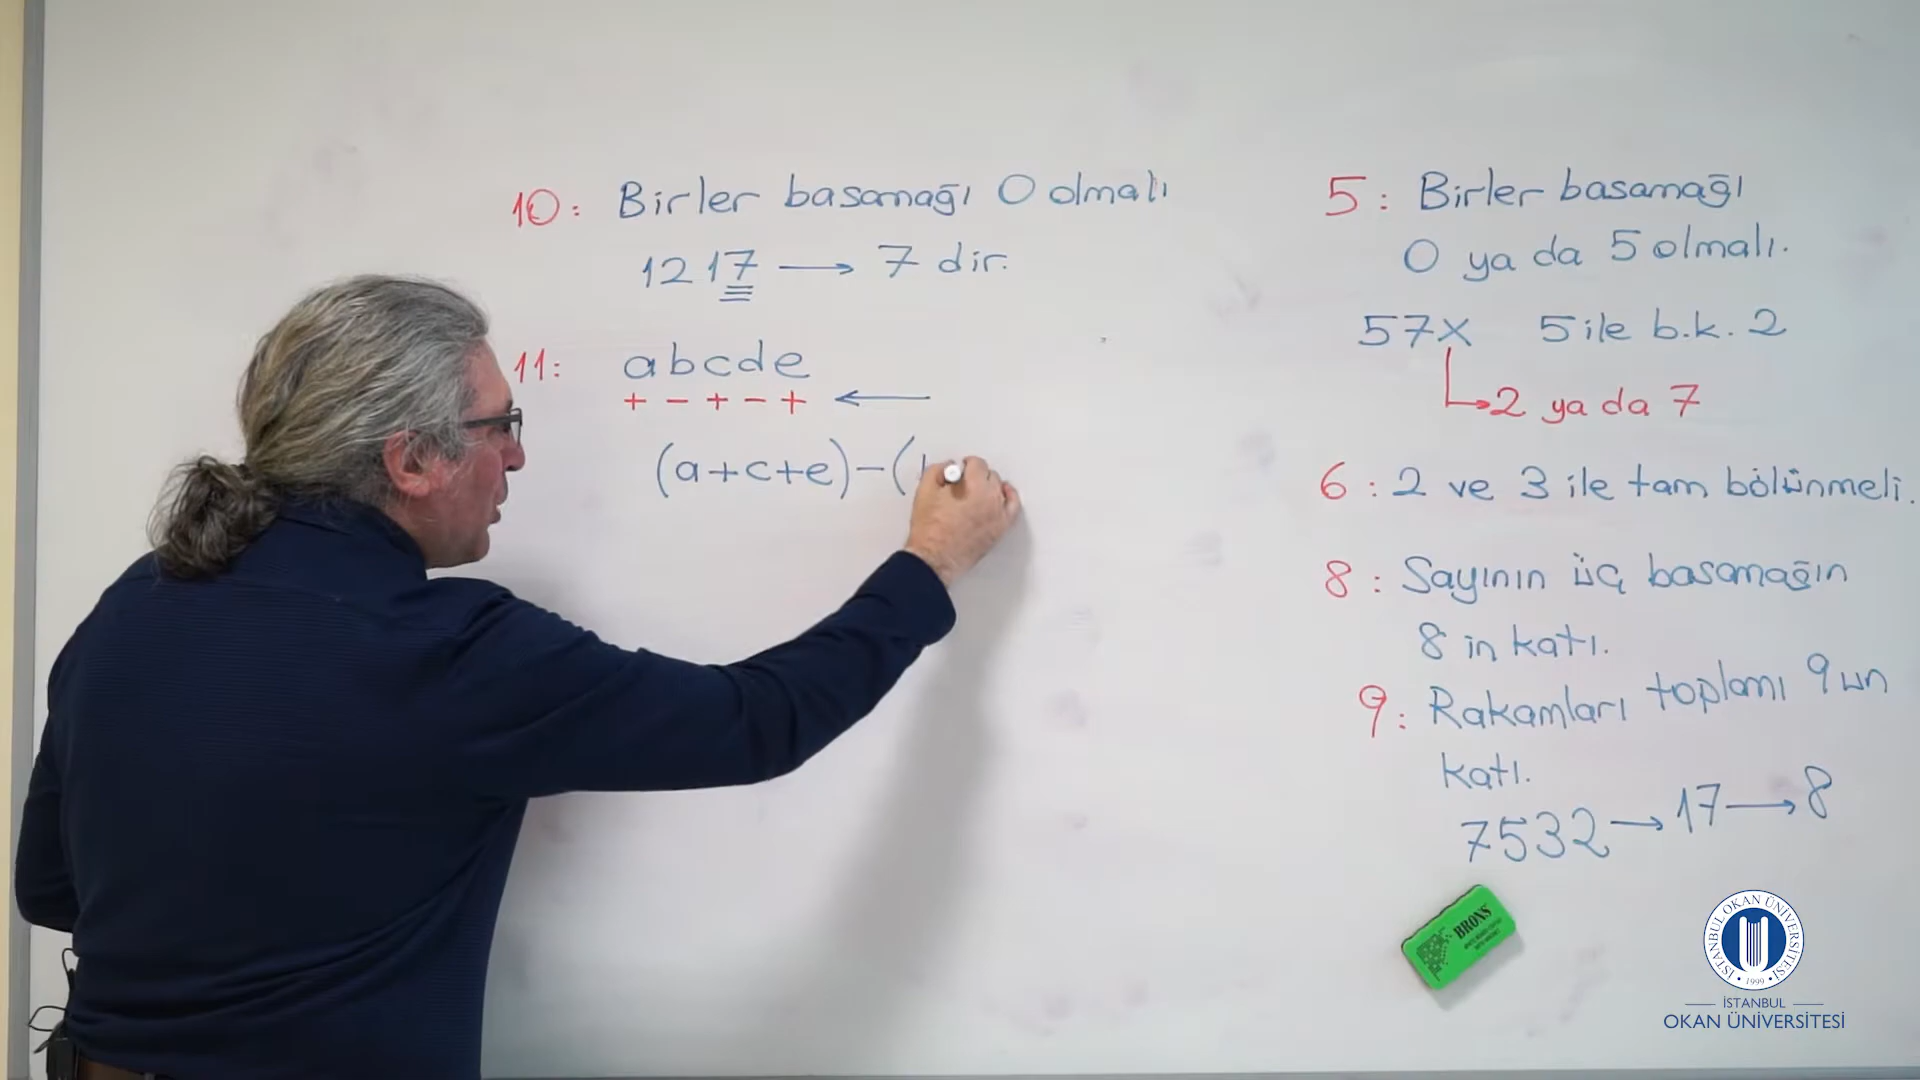 10: Birler basamağı 0 olmalı
1217 → 7 dir.
11: abcde
+ - + - + ←
(a+c+e)-(
5: Birler basamağı
0 ya da 5 olmalı.
57X 5 ile b.k. 2
2 ya da 7
6: 2 ve 3 ile tam bölünmeli.
8: Sayının üç basamağın
8 in katı.
9: Rakamları toplamı 9 un
katı.
7532 → 17 → 8
BRONS
İSTANBUL OKAN ÜNİVERSİTESİ
1999
İSTANBUL
OKAN ÜNİVERSİTESİ